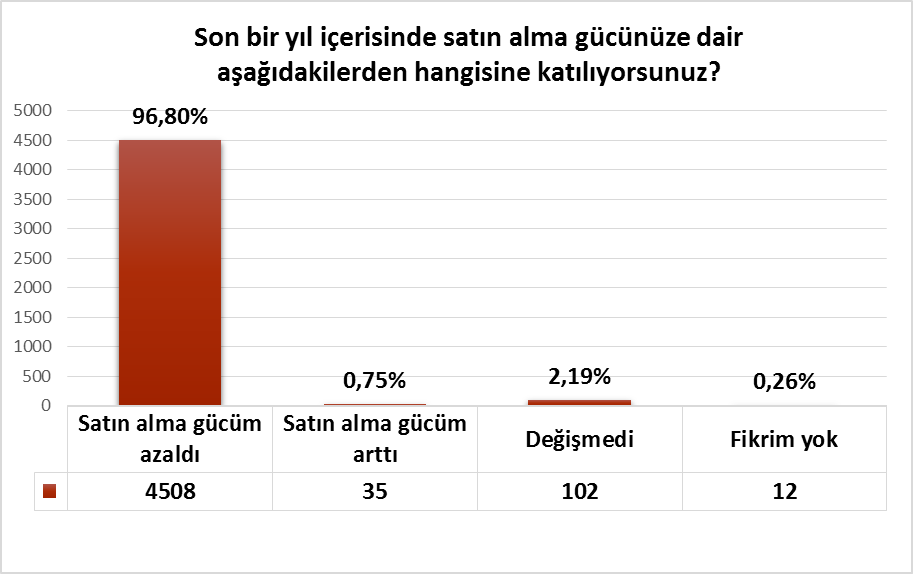 Son bir yıl içerisinde satın alma gücünüze dair
aşağıdakilerden hangisine katılıyorsunuz?
5000
4500
4000
3500
3000
2500
2000
1500
1000
500
0
96,80%
0,75%
2,19%
0,26%
Satın alma gücüm
azaldı
Satın alma gücüm
arttı
Değişmedi
Fikrim yok
4508
35
102
12